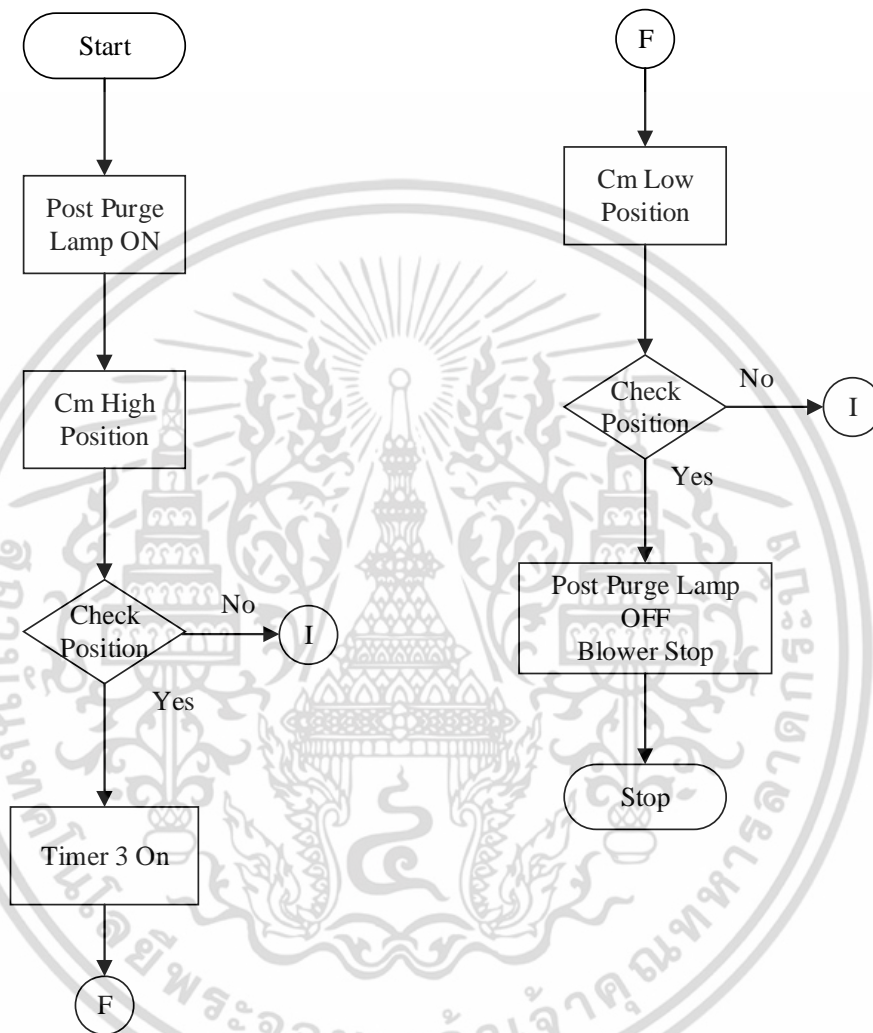 Start
Post Purge
Lamp ON
Cm High
Position
Check
Position
No
I
Yes
Timer 3 On
F
F
Cm Low
Position
Check
Position
No
I
Yes
Post Purge Lamp
OFF
Blower Stop
Stop